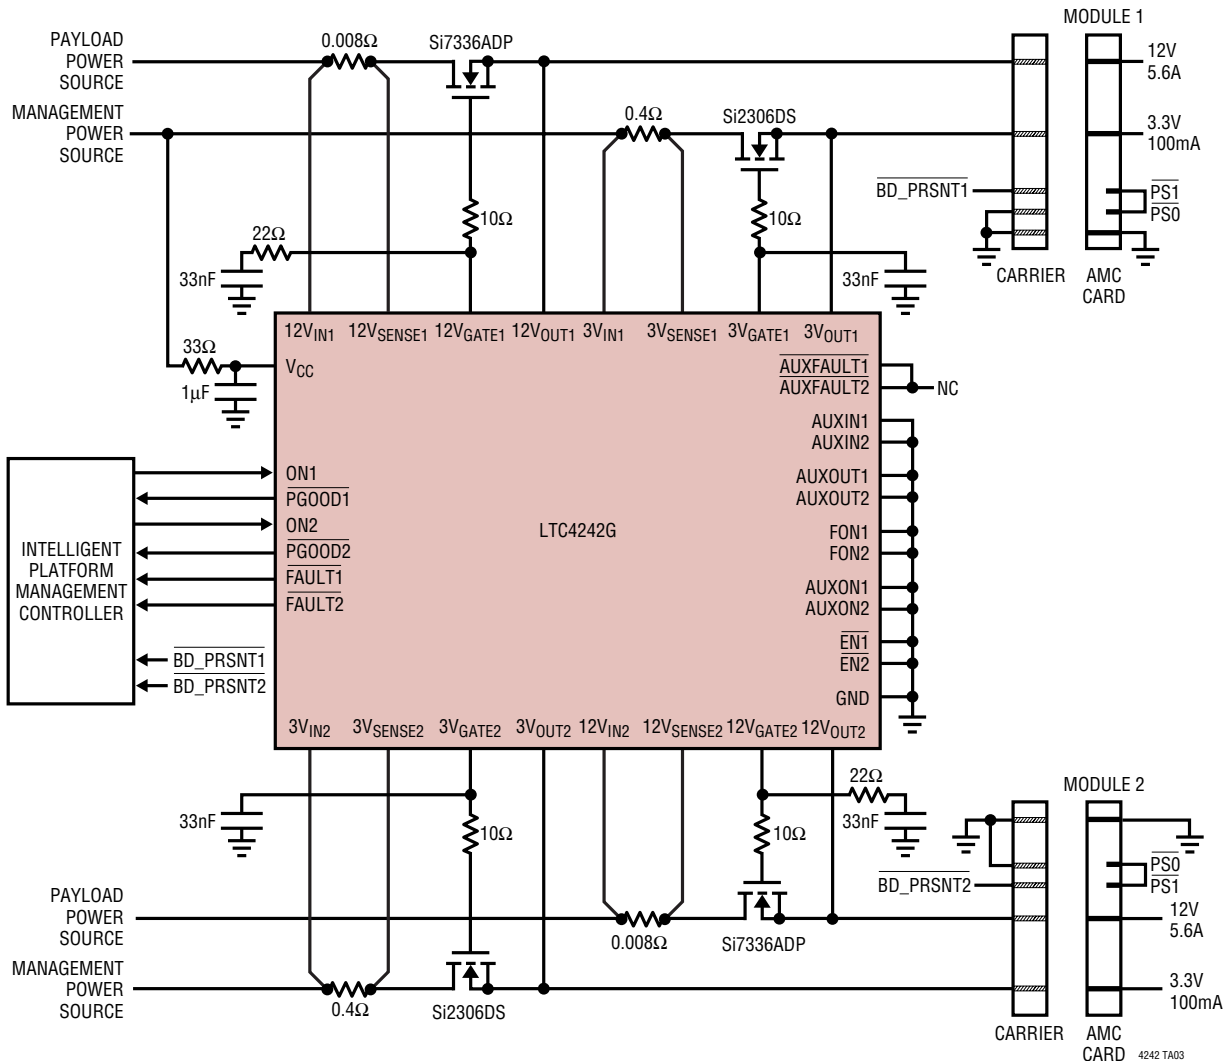 MODULE 1
PAYLOAD
POWER
SOURCE
0.008Ω
Si7336ADP
12V
5.6A
MANAGEMENT
POWER
SOURCE
0.4Ω
Si2306DS
3.3V
100mA
BD_PRSNT1
PS1
PS0
10Ω
10Ω
22Ω
33nF
33nF
CARRIER
AMC
CARD
12VIN1
12VSENSE1
12VGATE1
12VOUT1
3VIN1
3VSENSE1
3VGATE1
3VOUT1
33Ω
1µF
VCC
AUXFAULT1
AUXFAULT2
NC
AUXIN1
AUXIN2
AUXOUT1
AUXOUT2
FON1
FON2
AUXON1
AUXON2
EN1
EN2
GND
INTELLIGENT
PLATFORM
MANAGEMENT
CONTROLLER
ON1
PGOOD1
ON2
PGOOD2
FAULT1
FAULT2
BD_PRSNT1
BD_PRSNT2
LTC4242G
3VIN2
3VSENSE2
3VGATE2
3VOUT2
12VIN2
12VSENSE2
12VGATE2
12VOUT2
33nF
10Ω
10Ω
22Ω
33nF
MODULE 2
PS0
PS1
BD_PRSNT2
PAYLOAD
POWER
SOURCE
0.008Ω
Si7336ADP
12V
5.6A
MANAGEMENT
POWER
SOURCE
0.4Ω
Si2306DS
3.3V
100mA
CARRIER
AMC
CARD
4242 TA03